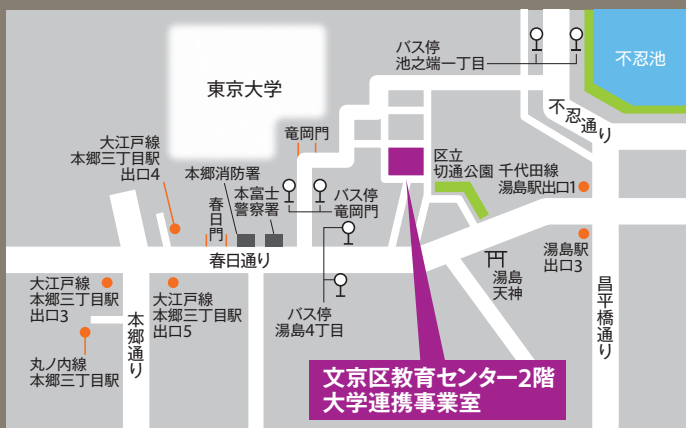 バス停
池之端一丁目
不忍池
東京大学
不忍通り
大江戸線
本郷三丁目駅
出口4
竜岡門
本郷消防署
本富士
警察署
バス停
竜岡門
区立
切通公園
千代田線
湯島駅出口1
春日門
春日通り
湯島駅
出口3
湯島
天神
大江戸線
本郷三丁目駅
出口3
大江戸線
本郷三丁目駅
出口5
バス停
湯島4丁目
本郷通り
昌平橋通り
丸ノ内線
本郷三丁目駅
文京区教育センター2階
大学連携事業室